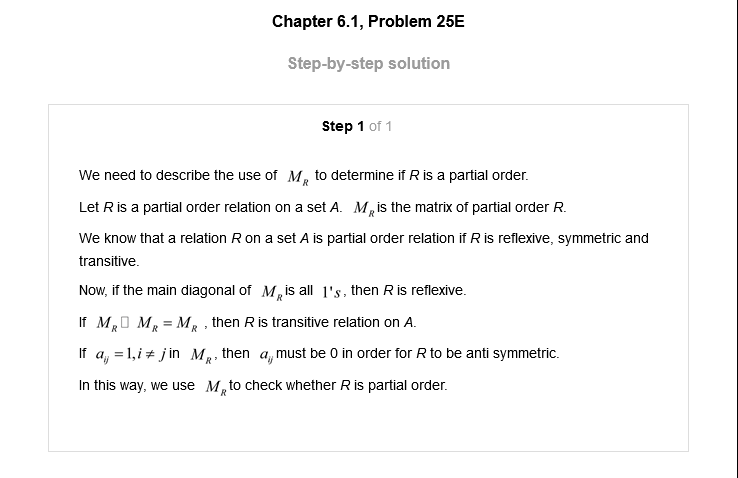 Chapter 6.1, Problem 25E
Step-by-step solution
Step 1 of 1
We need to describe the use of M_R to determine if R is a partial order.
Let R is a partial order relation on a set A. M_R is the matrix of partial order R.
We know that a relation R on a set A is partial order relation if R is reflexive, symmetric and
transitive.
Now, if the main diagonal of M_R is all 1's, then R is reflexive.
If M_R▯ M_R = M_R , then R is transitive relation on A.
If a_ij = 1, i ≠ j in M_R, then a_ij must be 0 in order for R to be anti symmetric.
In this way, we use M_R to check whether R is partial order.